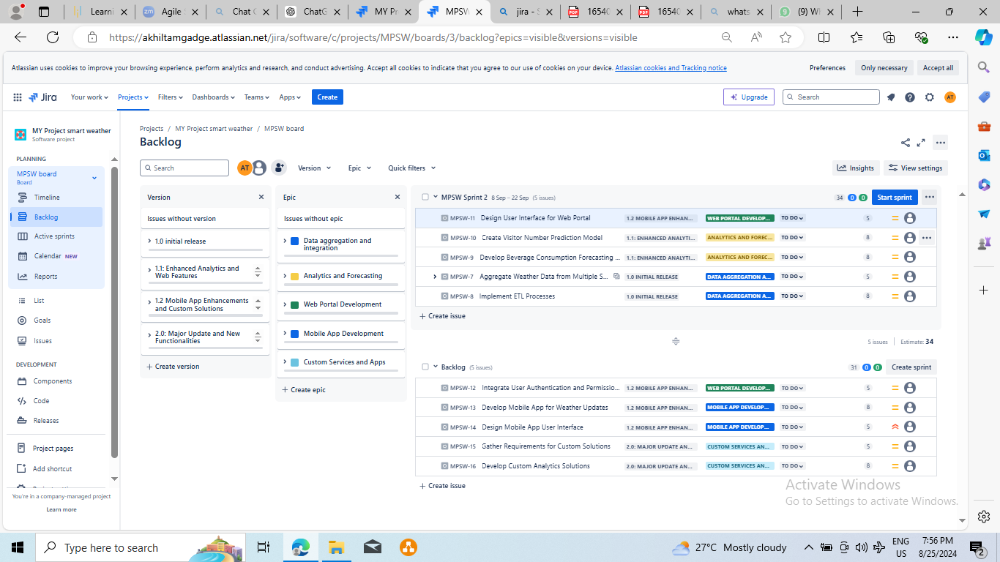 Learni
Agile S
Chat G
ChatG
MY Pr
MPSW
jira - S
16540
16540
whats
(9) Wh
https://akhiltamgadge.atlassian.net/jira/software/c/projects/MPSW/boards/3/backlog?epics=visible&versions=visible
Atlassian uses cookies to improve your browsing experience, perform analytics and research, and conduct advertising. Accept all cookies to indicate that you agree to our use of cookies on your device. Atlassian cookies and Tracking notice
Preferences Only necessary Accept all
Jira Your work Projects Filters Dashboards Teams Apps Create Upgrade Search AT
MY Project smart weather
Software project
PLANNING
MPSW board
Board
Timeline
Backlog
Active sprints
Calendar NEW
Reports
List
Goals
Issues
DEVELOPMENT
Components
Code
Releases
Project pages
Add shortcut
You're in a company-managed project
Learn more
Projects / MY Project smart weather / MPSW board
Backlog
Search AT Version Epic Quick filters Insights View settings
Version
Issues without version
1.0 initial release
1.1: Enhanced Analytics and
Web Features
1.2 Mobile App Enhancements
and Custom Solutions
2.0: Major Update and New
Functionalities
+ Create version
Epic
Issues without epic
Data aggregation and
integration
Analytics and Forecasting
Web Portal Development
Mobile App Development
Custom Services and Apps
+ Create epic
MPSW Sprint 2 8 Sep – 22 Sep (5 issues) 34 0 0 Start sprint
MPSW-11 Design User Interface for Web Portal 1.2 MOBILE APP ENHAN... WEB PORTAL DEVELOP... TO DO 5
MPSW-10 Create Visitor Number Prediction Model 1.1: ENHANCED ANALYTI... ANALYTICS AND FOREC... TO DO 8
MPSW-9 Develop Beverage Consumption Forecasting ... 1.1: ENHANCED ANALYTI... ANALYTICS AND FOREC... TO DO 8
MPSW-7 Aggregate Weather Data from Multiple S... 1.0 INITIAL RELEASE DATA AGGREGATION A... TO DO 5
MPSW-8 Implement ETL Processes 1.0 INITIAL RELEASE DATA AGGREGATION A... TO DO 8
+ Create issue
5 issues Estimate: 34
Backlog (5 issues) 31 0 0 Create sprint
MPSW-12 Integrate User Authentication and Permissio... 1.2 MOBILE APP ENHAN... WEB PORTAL DEVELOP... TO DO 5
MPSW-13 Develop Mobile App for Weather Updates 1.2 MOBILE APP ENHAN... MOBILE APP DEVELOP... TO DO 8
MPSW-14 Design Mobile App User Interface 1.2 MOBILE APP ENHAN... MOBILE APP DEVELOP... TO DO 5
MPSW-15 Gather Requirements for Custom Solutions 2.0: MAJOR UPDATE AN... CUSTOM SERVICES AN... TO DO 5
MPSW-16 Develop Custom Analytics Solutions 2.0: MAJOR UPDATE AN... CUSTOM SERVICES AN... TO DO 8
+ Create issue
Activate Windows
Go to Settings to activate Windows.
Type here to search
27°C Mostly cloudy
ENG
US
7:56 PM
8/25/2024
2